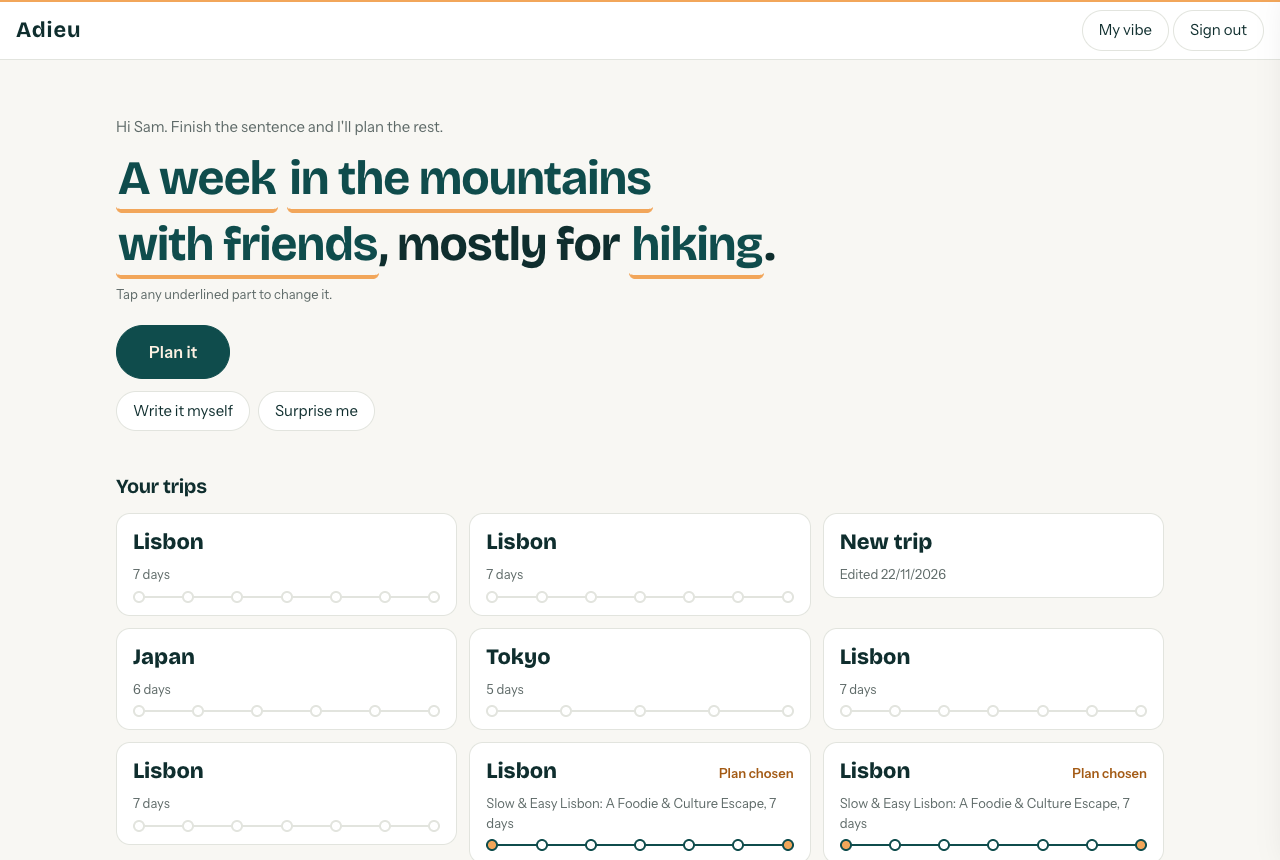 Adieu
My vibe
Sign out
Hi Sam. Finish the sentence and I'll plan the rest.
A week in the mountains
with friends, mostly for hiking.
Tap any underlined part to change it.
Plan it
Write it myself
Surprise me
Your trips
Lisbon
7 days
Lisbon
7 days
New trip
Edited 22/11/2026
Japan
6 days
Tokyo
5 days
Lisbon
7 days
Lisbon
7 days
Lisbon
Plan chosen
Slow & Easy Lisbon: A Foodie & Culture Escape, 7
days
Lisbon
Plan chosen
Slow & Easy Lisbon: A Foodie & Culture Escape, 7
days